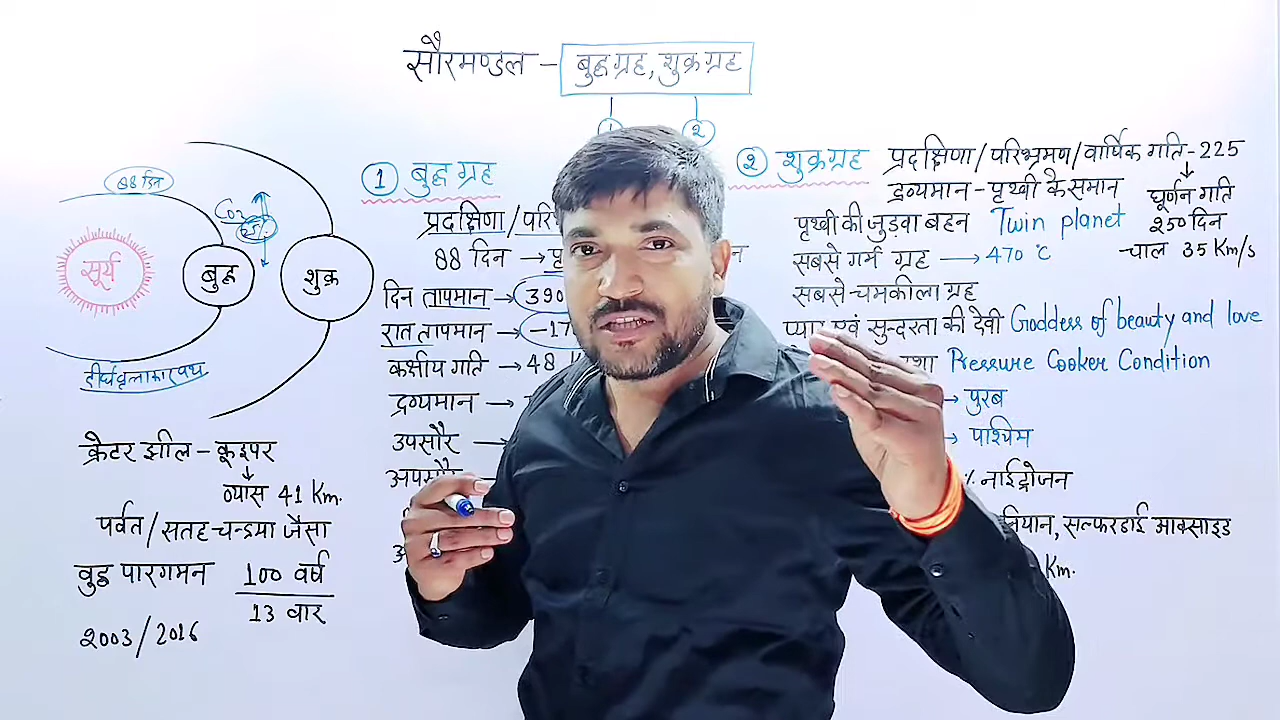 सौरमण्डल - बुद्ध ग्रह, शुक्र ग्रह
1 2
88 दिन
सूर्य
बुद्ध
शुक्र
दीर्घवृत्ताकार पथ
क्रेटर झील - कूइपर
व्यास 41 Km.
पर्वत/सतह - चन्द्रमा जैसा
बुद्ध पारगमन 100 वर्ष
13 वार
2003/2016
1 बुद्ध ग्रह
प्रदक्षिणा/
88 दिन →
दिन तापमान → 390
रात तापमान → -17
कक्षीय गति → 48
द्रव्यमान →
उपसौर →
अपसौर
2 शुक्र ग्रह
प्रदक्षिणा/परिभ्रमण/वार्षिक गति - 225
द्रव्यमान - पृथ्वी के समान
घूर्णन गति
250 दिन
चाल 35 Km/s
पृथ्वी की जुड़वा बहन Twin planet
सबसे गर्म ग्रह → 470 °C
सबसे चमकीला ग्रह
प्यार एवं सुन्दरता की देवी Goddess of beauty and love
Pressure Cooker Condition
→ पुरब
→ पाश्चिम
% नाईट्रोजन
सल्फरडाई आक्साइड
Km.